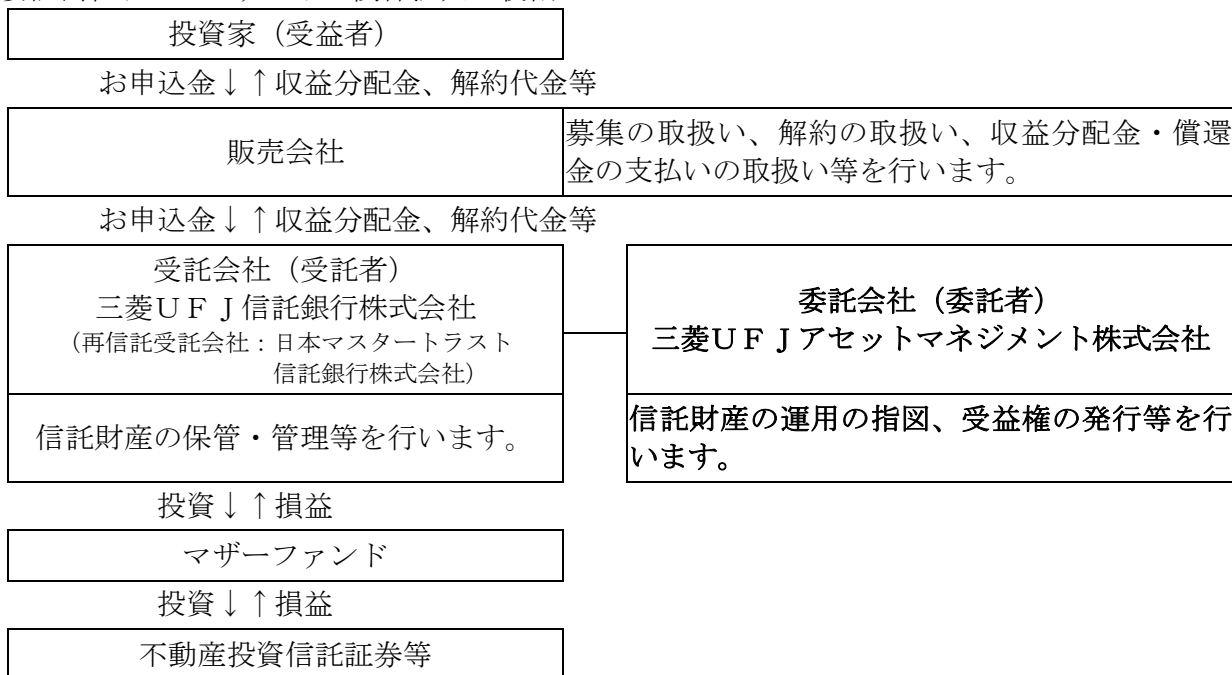 投資家（受益者）
お申込金↓↑収益分配金、解約代金等
販売会社
募集の取扱い、解約の取扱い、収益分配金・償還
金の支払いの取扱い等を行います。
お申込金↓↑収益分配金、解約代金等
受託会社（受託者）
三菱ＵＦＪ信託銀行株式会社
（再信託受託会社：日本マスタートラスト
信託銀行株式会社）
委託会社（委託者）
三菱ＵＦＪアセットマネジメント株式会社
信託財産の保管・管理等を行います。
信託財産の運用の指図、受益権の発行等を行
います。
投資↓↑損益
マザーファンド
投資↓↑損益
不動産投資信託証券等